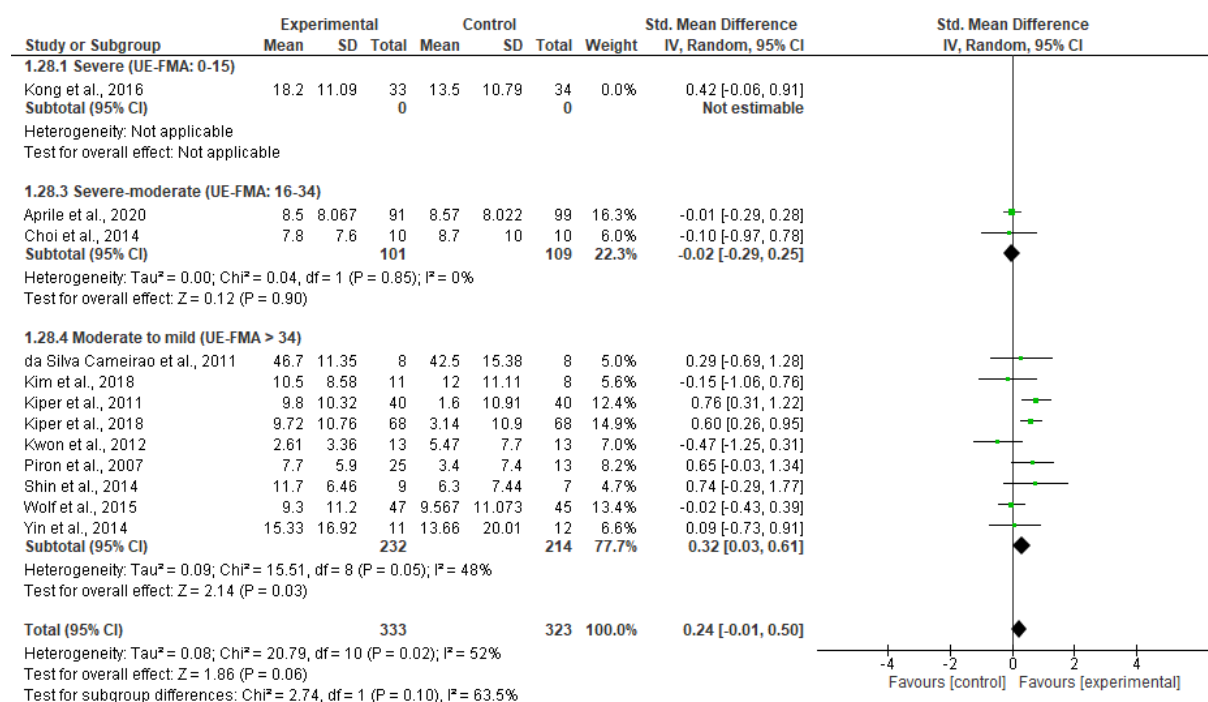 Experimental Control Std. Mean Difference Std. Mean Difference
Study or Subgroup Mean SD Total Mean SD Total Weight IV, Random, 95% CI IV, Random, 95% CI
1.28.1 Severe (UE-FMA: 0-15)
Kong et al., 2016 18.2 11.09 33 13.5 10.79 34 0.0% 0.42 [-0.06, 0.91]
Subtotal (95% CI) 0 0 Not estimable
Heterogeneity: Not applicable
Test for overall effect: Not applicable
1.28.3 Severe-moderate (UE-FMA: 16-34)
Aprile et al., 2020 8.5 8.067 91 8.57 8.022 99 16.3% -0.01 [-0.29, 0.28]
Choi et al., 2014 7.8 7.6 10 8.7 10 10 6.0% -0.10 [-0.97, 0.78]
Subtotal (95% CI) 101 109 22.3% -0.02 [-0.29, 0.25]
Heterogeneity: Tau² = 0.00; Chi² = 0.04, df = 1 (P = 0.85); I² = 0%
Test for overall effect: Z = 0.12 (P = 0.90)
1.28.4 Moderate to mild (UE-FMA > 34)
da Silva Cameirao et al., 2011 46.7 11.35 8 42.5 15.38 8 5.0% 0.29 [-0.69, 1.28]
Kim et al., 2018 10.5 8.58 11 12 11.11 8 5.6% -0.15 [-1.06, 0.76]
Kiper et al., 2011 9.8 10.32 40 1.6 10.91 40 12.4% 0.76 [0.31, 1.22]
Kiper et al., 2018 9.72 10.76 68 3.14 10.9 68 14.9% 0.60 [0.26, 0.95]
Kwon et al., 2012 2.61 3.36 13 5.47 7.7 13 7.0% -0.47 [-1.25, 0.31]
Piron et al., 2007 7.7 5.9 25 3.4 7.4 13 8.2% 0.65 [-0.03, 1.34]
Shin et al., 2014 11.7 6.46 9 6.3 7.44 7 4.7% 0.74 [-0.29, 1.77]
Wolf et al., 2015 9.3 11.2 47 9.567 11.073 45 13.4% -0.02 [-0.43, 0.39]
Yin et al., 2014 15.33 16.92 11 13.66 20.01 12 6.6% 0.09 [-0.73, 0.91]
Subtotal (95% CI) 232 214 77.7% 0.32 [0.03, 0.61]
Heterogeneity: Tau² = 0.09; Chi² = 15.51, df = 8 (P = 0.05); I² = 48%
Test for overall effect: Z = 2.14 (P = 0.03)
Total (95% CI) 333 323 100.0% 0.24 [-0.01, 0.50]
Heterogeneity: Tau² = 0.08; Chi² = 20.79, df = 10 (P = 0.02); I² = 52%
Test for overall effect: Z = 1.86 (P = 0.06)
Test for subgroup differences: Chi² = 2.74, df = 1 (P = 0.10), I² = 63.5%
-4 -2 0 2 4
Favours [control] Favours [experimental]